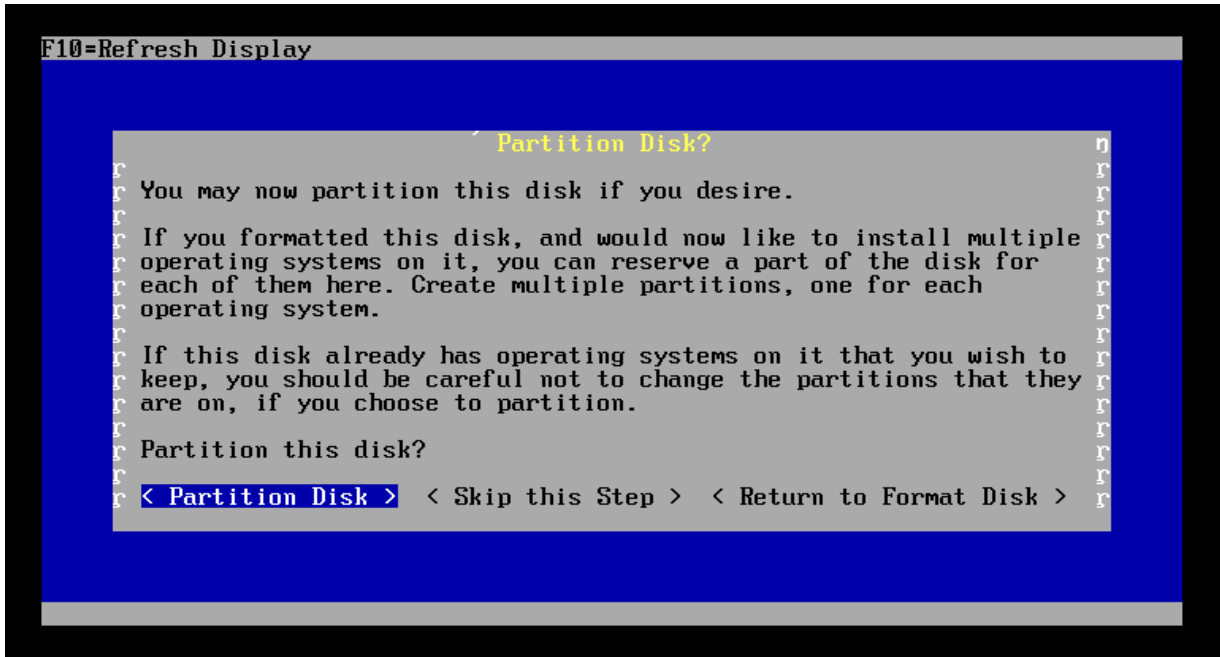 F10=Refresh Display
Partition Disk?
You may now partition this disk if you desire.
If you formatted this disk, and would now like to install multiple
operating systems on it, you can reserve a part of the disk for
each of them here. Create multiple partitions, one for each
operating system.
If this disk already has operating systems on it that you wish to
keep, you should be careful not to change the partitions that they
are on, if you choose to partition.
Partition this disk?
< Partition Disk > < Skip this Step > < Return to Format Disk >